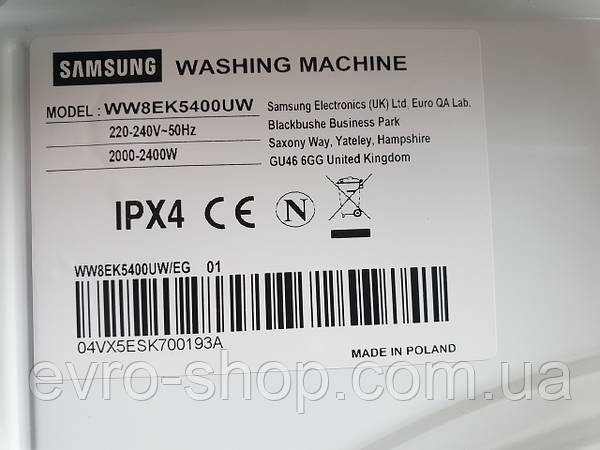 SAMSUNG WASHING MACHINE
MODEL : WW8EK5400UW
220-240V~50Hz
2000-2400W
Samsung Electronics (UK) Ltd, Euro QA Lab.
Blackbushe Business Park
Saxony Way, Yateley, Hampshire
GU46 6GG United Kingdom
IPX4 CE N
WW8EK5400UW/EG 01
04VX5ESK700193A
MADE IN POLAND
evro-shop.com.ua